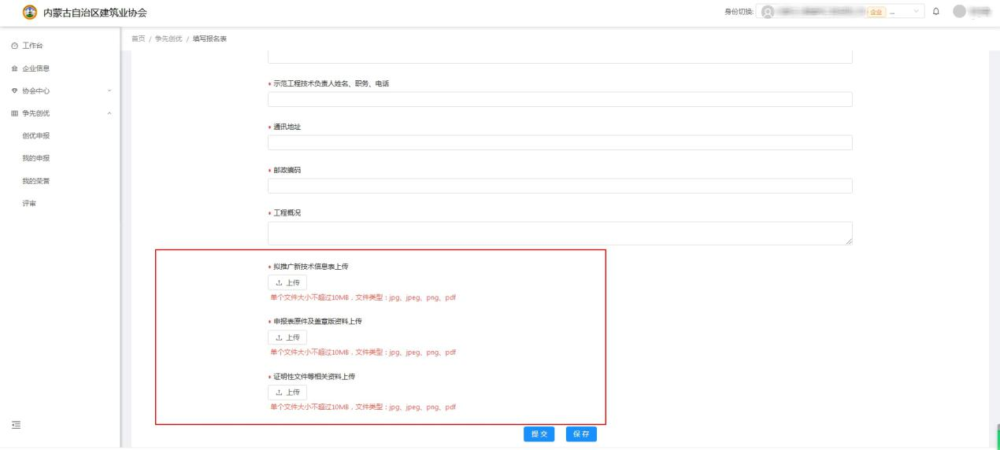 内蒙古自治区建筑业协会
身份切换:
企业 ...
首页 / 争先创优 / 填写报名表
工作台
企业信息
协会中心
争先创优
创优申报
我的申报
我的荣誉
评审
* 示范工程技术负责人姓名、职务、电话
* 通讯地址
* 邮政编码
* 工程概况
* 拟推广新技术信息表上传
上传
单个文件大小不超过10MB，文件类型：jpg、jpeg、png、pdf
* 申报表原件及盖章版资料上传
上传
单个文件大小不超过10MB，文件类型：jpg、jpeg、png、pdf
* 证明性文件等相关资料上传
上传
单个文件大小不超过10MB，文件类型：jpg、jpeg、png、pdf
提交 保存